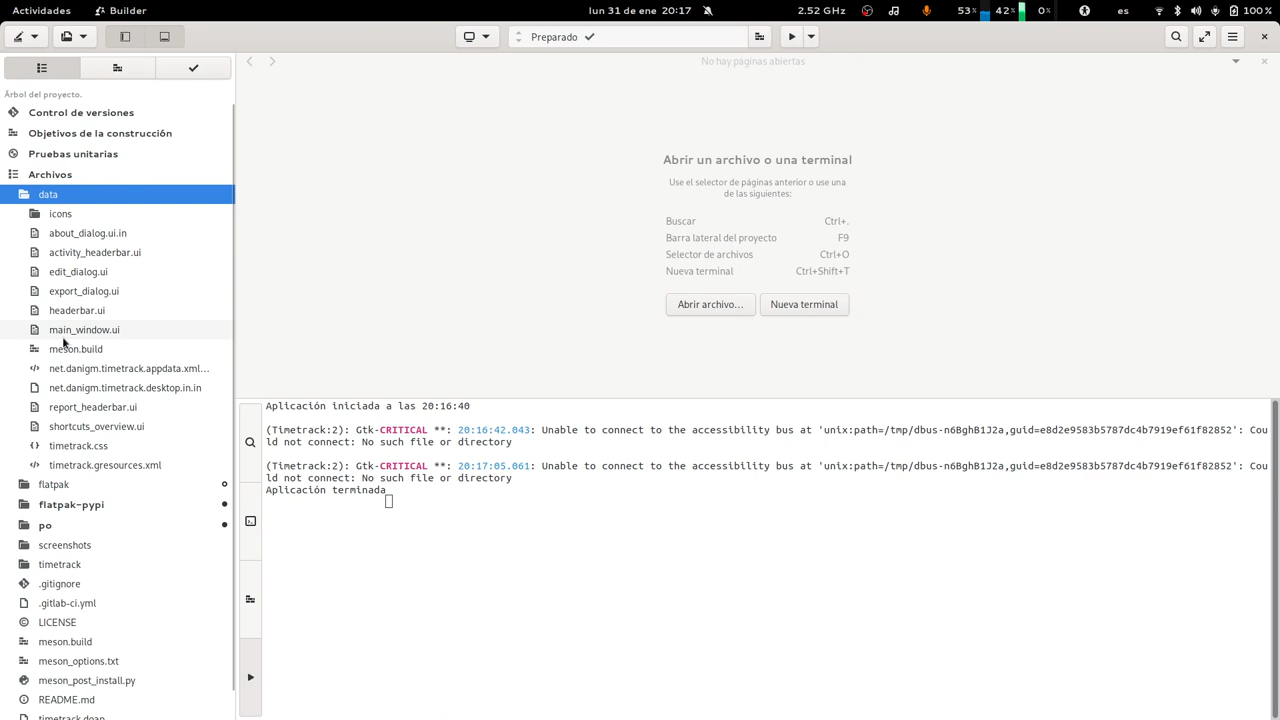 Actividades
Builder
lun 31 de ene 20:17
2.52 GHz
53%
42%
0%
es
100 %
Preparado
Árbol del proyecto.
Control de versiones
Objetivos de la construcción
Pruebas unitarias
Archivos
data
icons
about_dialog.ui.in
activity_headerbar.ui
edit_dialog.ui
export_dialog.ui
headerbar.ui
main_window.ui
meson.build
net.danigm.timetrack.appdata.xml...
net.danigm.timetrack.desktop.in.in
report_headerbar.ui
shortcuts_overview.ui
timetrack.css
timetrack.gresources.xml
flatpak
flatpak-pypi
po
screenshots
timetrack
.gitignore
.gitlab-ci.yml
LICENSE
meson.build
meson_options.txt
meson_post_install.py
README.md
timetrack.doap
No hay páginas abiertas
Abrir un archivo o una terminal
Use el selector de páginas anterior o use una
de las siguientes:
Buscar Ctrl+.
Barra lateral del proyecto F9
Selector de archivos Ctrl+O
Nueva terminal Ctrl+Shift+T
Abrir archivo… Nueva terminal
Aplicación iniciada a las 20:16:40
(Timetrack:2): Gtk-CRITICAL **: 20:16:42.043: Unable to connect to the accessibility bus at 'unix:path=/tmp/dbus-n6BghB1J2a,guid=e8d2e9583b5787dc4b7919ef61f82852': Cou
ld not connect: No such file or directory
(Timetrack:2): Gtk-CRITICAL **: 20:17:05.061: Unable to connect to the accessibility bus at 'unix:path=/tmp/dbus-n6BghB1J2a,guid=e8d2e9583b5787dc4b7919ef61f82852': Cou
ld not connect: No such file or directory
Aplicación terminada